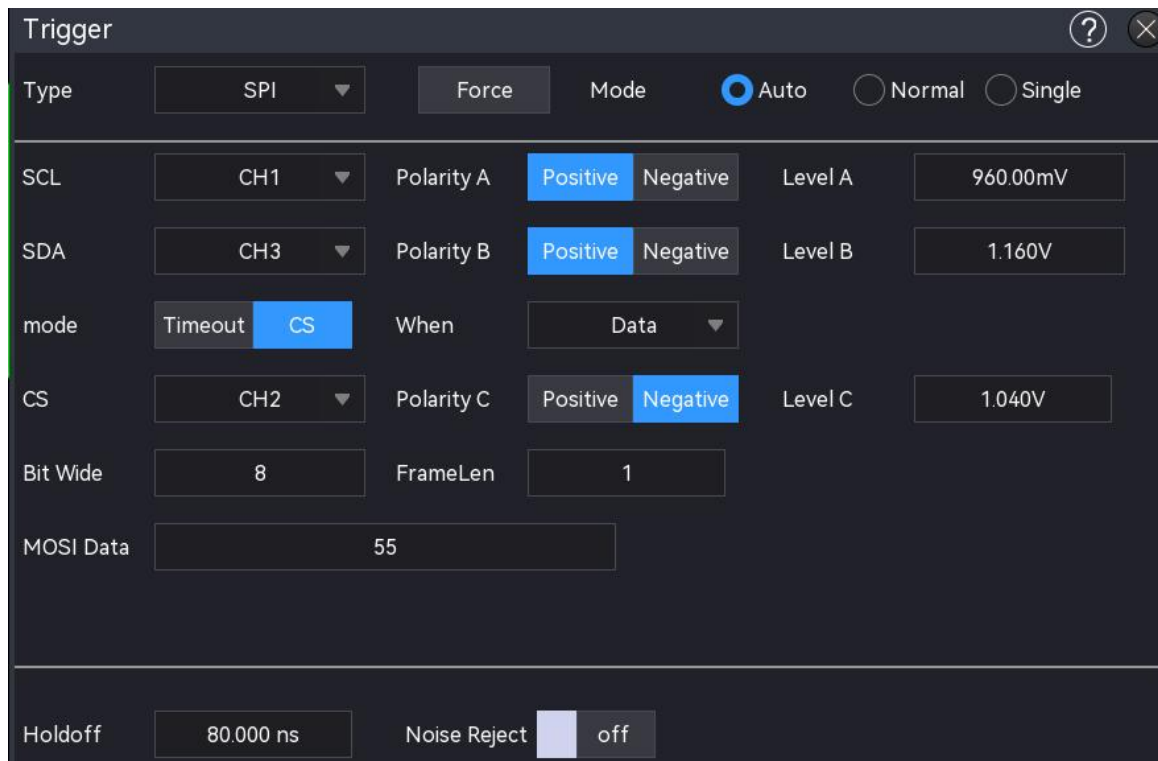 Trigger ?
Type SPI Force Mode Auto Normal Single
SCL CH1 Polarity A Positive Negative Level A 960.00mV
SDA CH3 Polarity B Positive Negative Level B 1.160V
mode Timeout CS When Data
CS CH2 Polarity C Positive Negative Level C 1.040V
Bit Wide 8 FrameLen 1
MOSI Data 55
Holdoff 80.000 ns Noise Reject off